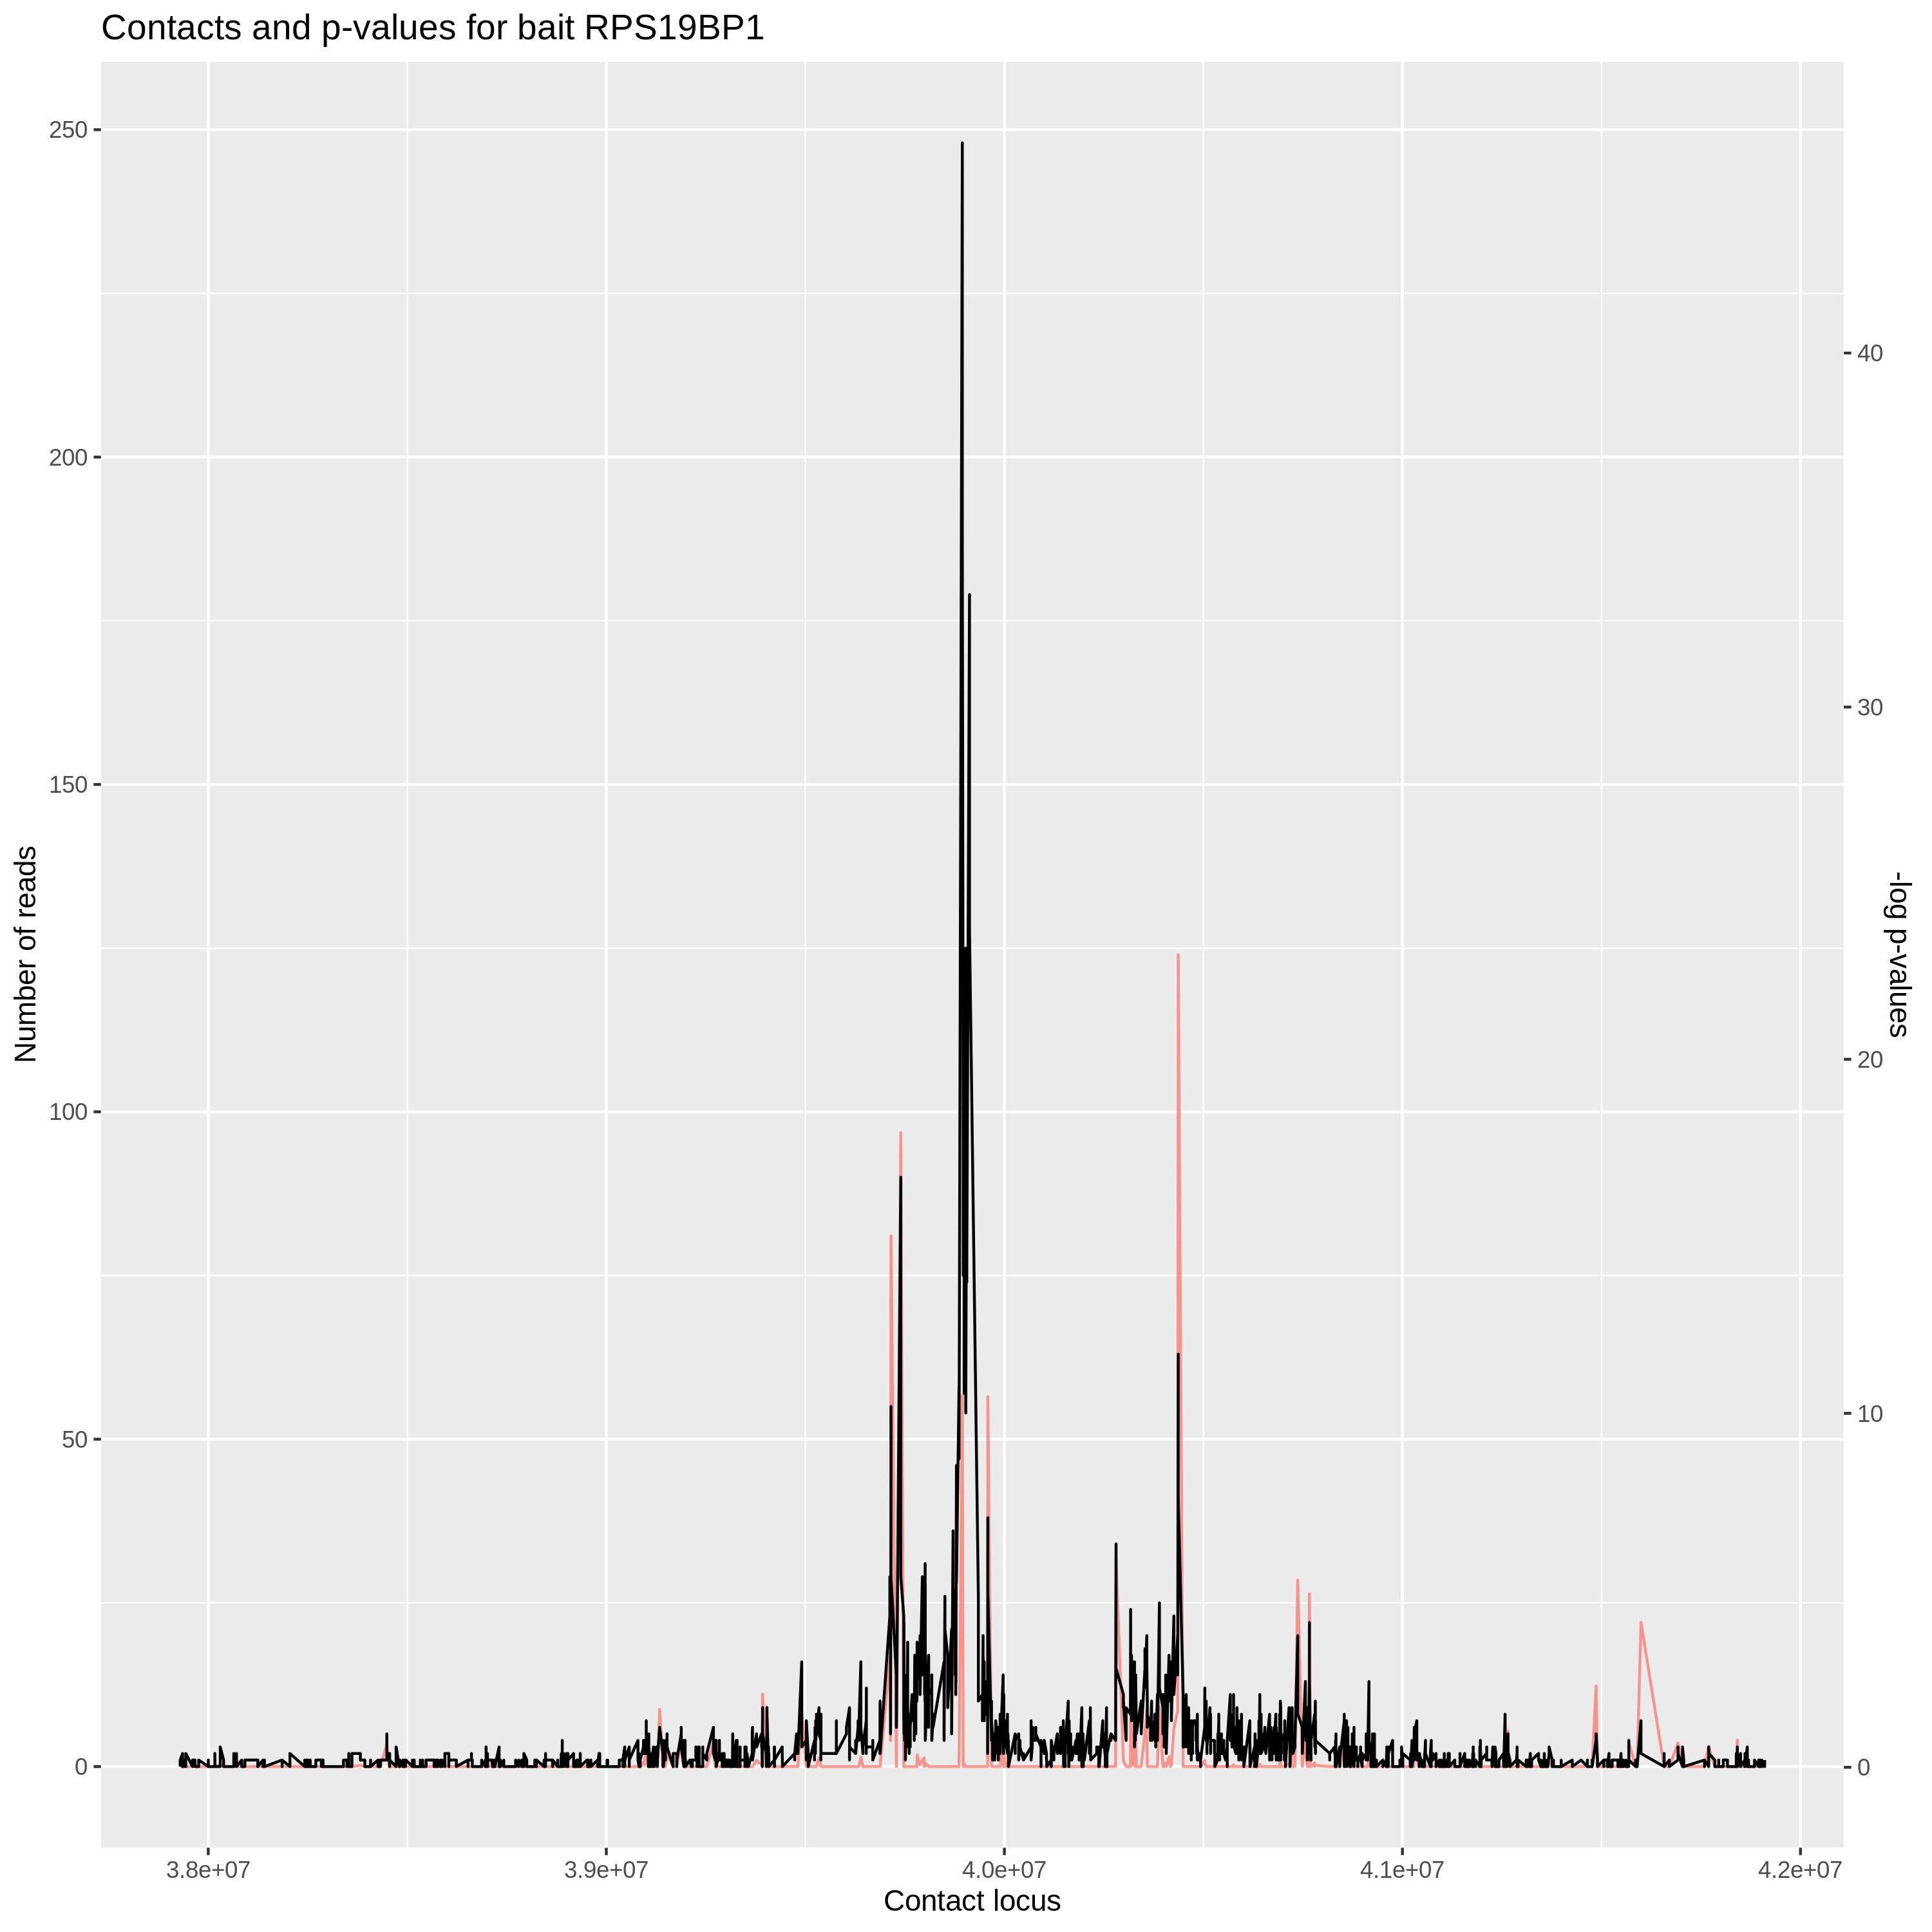 Contacts and p-values for bait RPS19BP1
250
200
150
100
50
0
Number of reads
40
30
20
10
0
-log p-values
3.8e+07
3.9e+07
4.0e+07
4.1e+07
4.2e+07
Contact locus